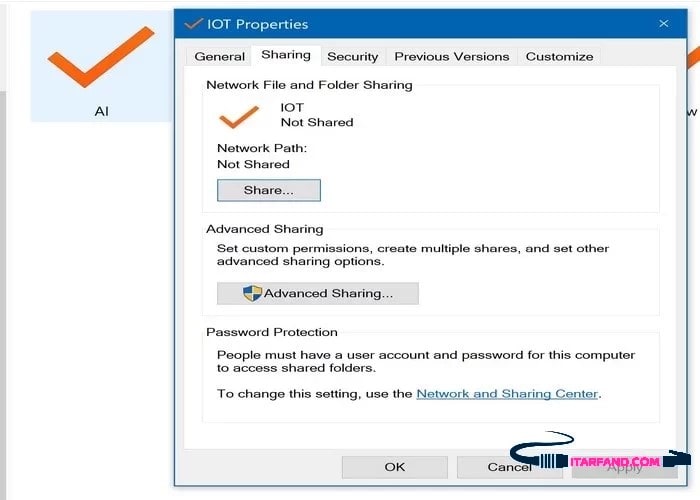 IOT Properties
AI
General Sharing Security Previous Versions Customize
Network File and Folder Sharing
IOT
Not Shared
Network Path:
Not Shared
Share...
Advanced Sharing
Set custom permissions, create multiple shares, and set other
advanced sharing options.
Advanced Sharing...
Password Protection
People must have a user account and password for this computer
to access shared folders.
To change this setting, use the Network and Sharing Center.
OK Cancel Apply
ITARFAND.COM